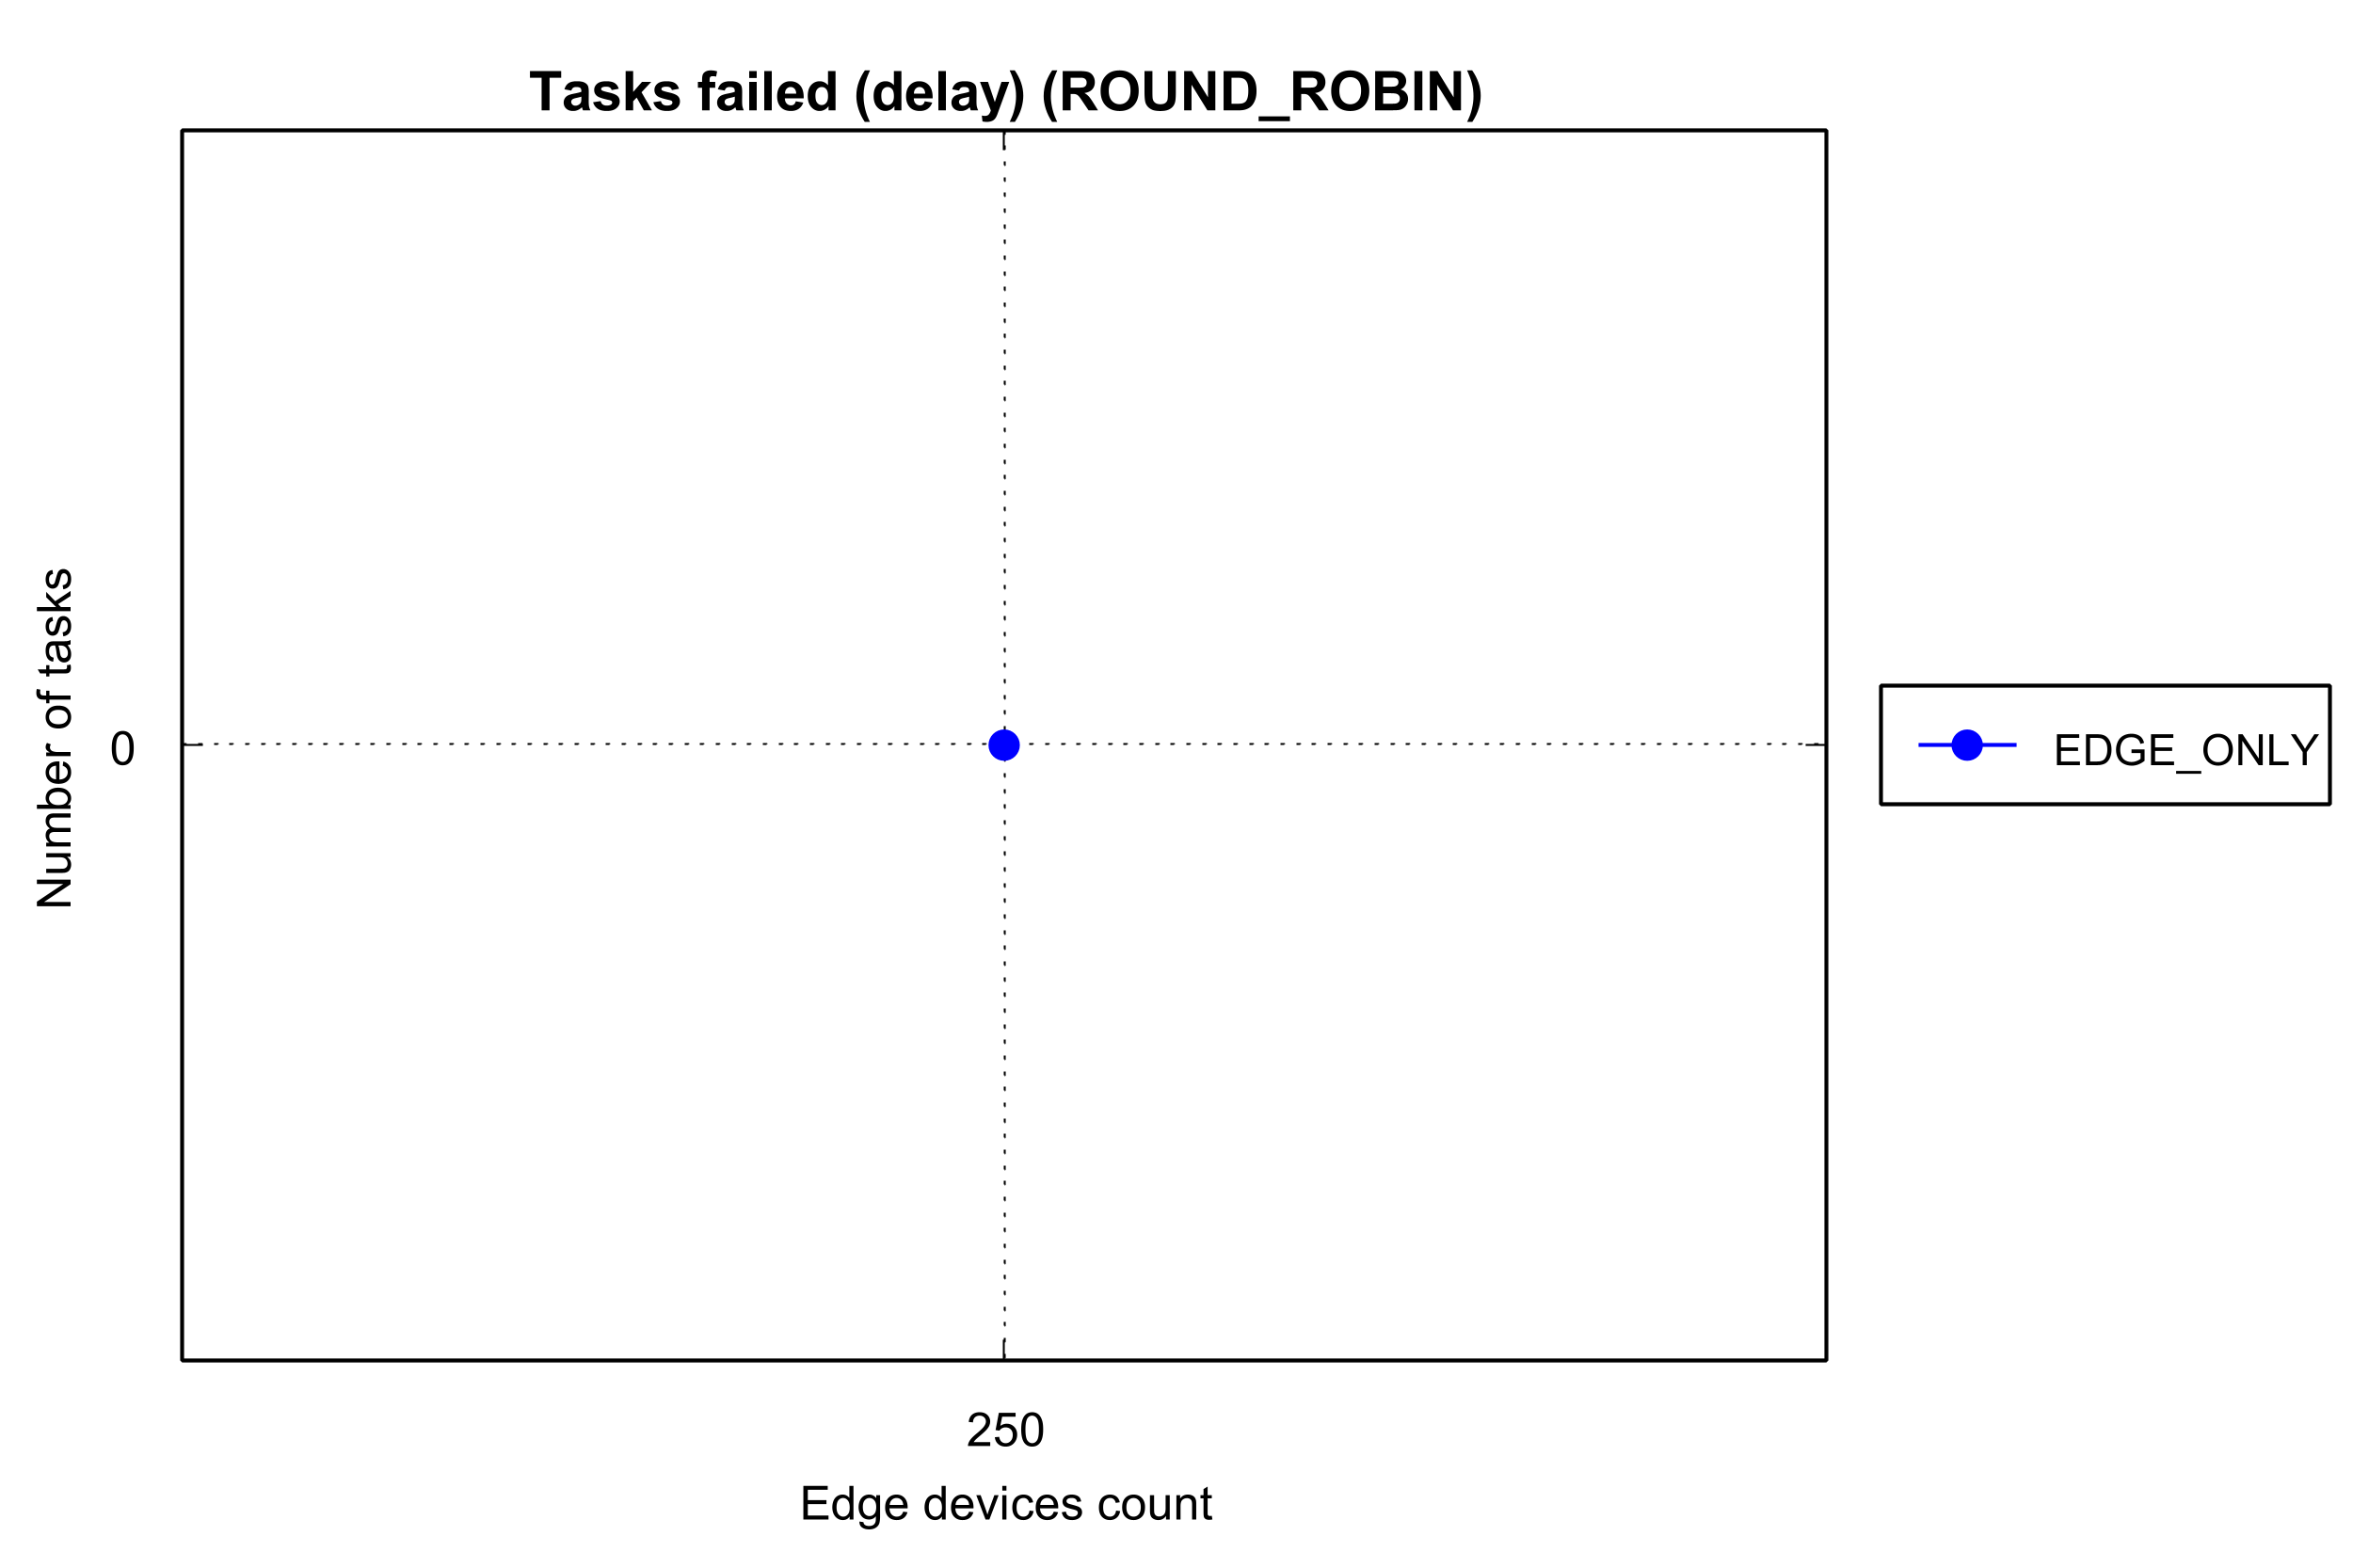 Tasks failed (delay) (ROUND_ROBIN)
Number of tasks
0
EDGE_ONLY
250
Edge devices count